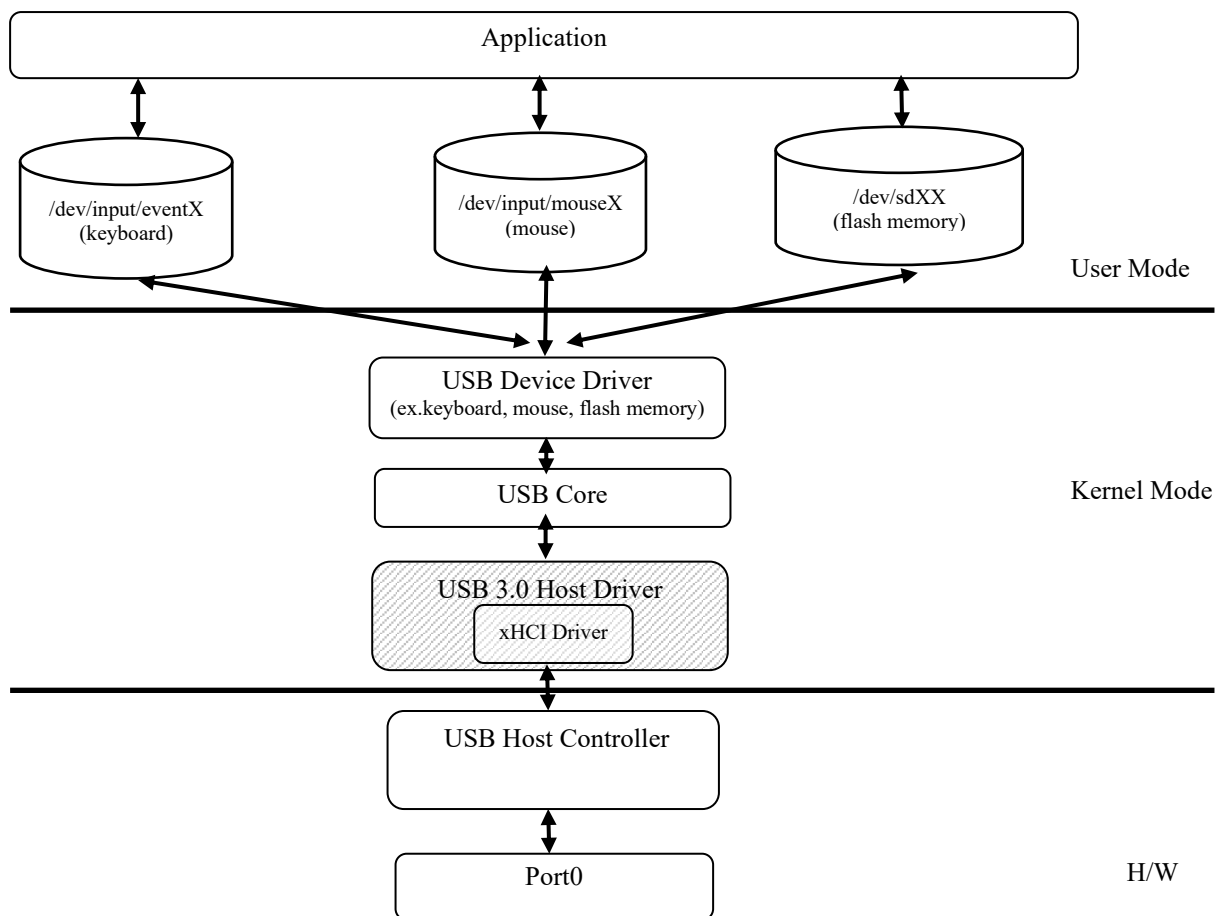 Application
/dev/input/eventX
(keyboard)
/dev/input/mouseX
(mouse)
/dev/sdXX
(flash memory)
User Mode
USB Device Driver
(ex.keyboard, mouse, flash memory)
USB Core
Kernel Mode
USB 3.0 Host Driver
xHCI Driver
USB Host Controller
Port0
H/W